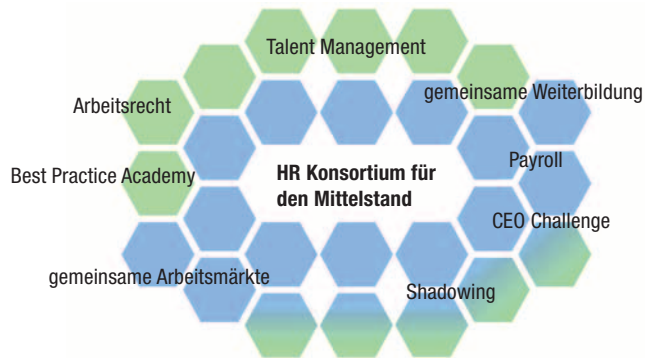 Talent Management
gemeinsame Weiterbildung
Arbeitsrecht
Payroll
Best Practice Academy
HR Konsortium für
den Mittelstand
CEO Challenge
gemeinsame Arbeitsmärkte
Shadowing